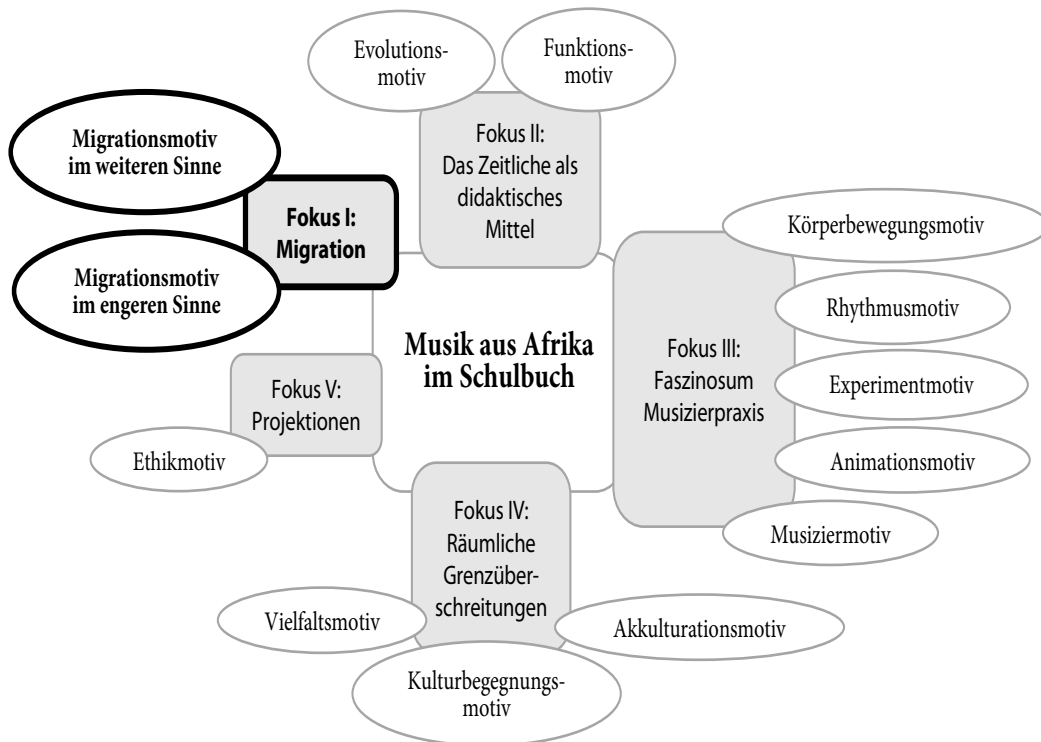 Evolutions-
motiv
Funktions-
motiv
Fokus II:
Das Zeitliche als
didaktisches
Mittel
Migrationsmotiv
im weiteren Sinne
Fokus I:
Migration
Migrationsmotiv
im engeren Sinne
Musik aus Afrika
im Schulbuch
Fokus III:
Faszinosum
Musizierpraxis
Körperbewegungsmotiv
Rhythmusmotiv
Experimentmotiv
Animationsmotiv
Musiziermotiv
Fokus V:
Projektionen
Ethikmotiv
Fokus IV:
Räumliche
Grenzüber-
schreitungen
Vielfaltsmotiv
Kulturbegegnungs-
motiv
Akkulturationsmotiv